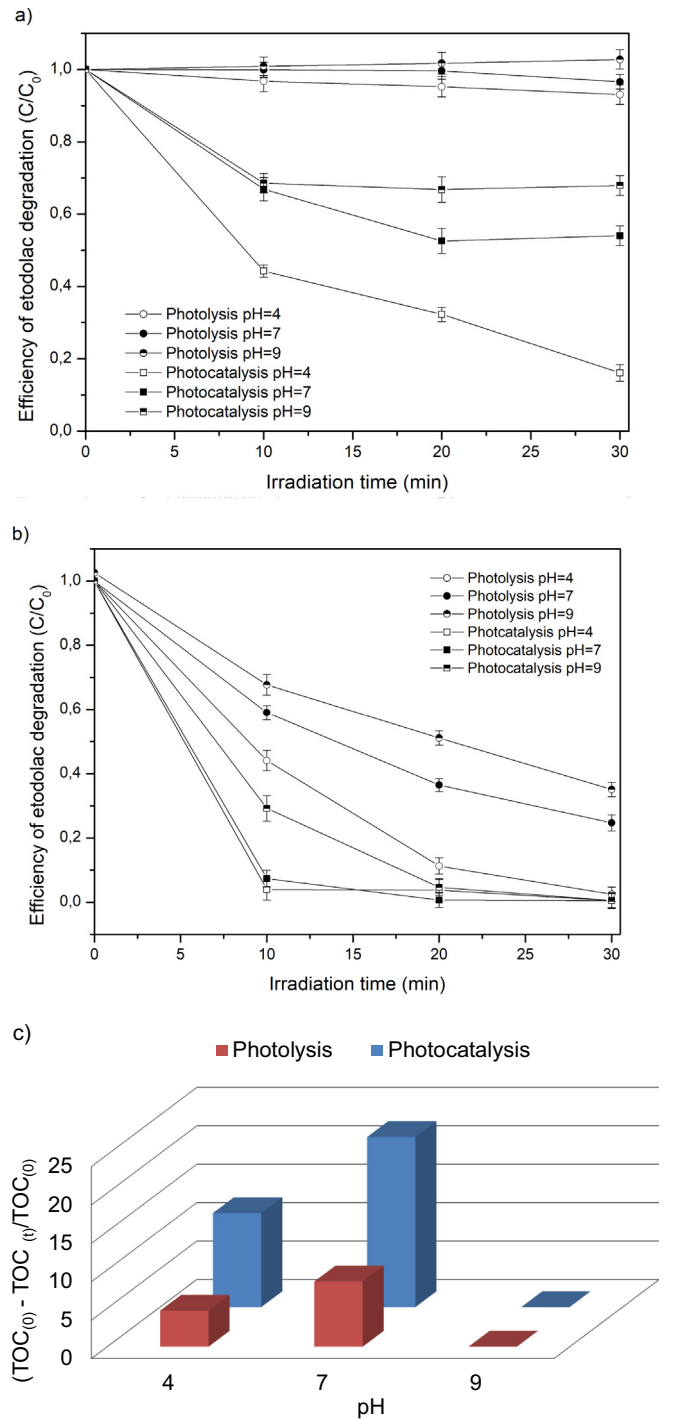 a)
Efficiency of etodolac degradation (C/C₀)
1,0
0,8
0,6
0,4
0,2
0,0
Photolysis pH=4
Photolysis pH=7
Photolysis pH=9
Photocatalysis pH=4
Photocatalysis pH=7
Photocatalysis pH=9
0 5 10 15 20 25 30
Irradiation time (min)
b)
Efficiency of etodolac degradation (C/C₀)
1,0
0,8
0,6
0,4
0,2
0,0
Photolysis pH=4
Photolysis pH=7
Photolysis pH=9
Photcatalysis pH=4
Photocatalysis pH=7
Photocatalysis pH=9
0 5 10 15 20 25 30
Irradiation time (min)
c)
Photolysis Photocatalysis
(TOC(0) - TOC (t)/TOC(0)
25
20
15
10
5
0
4 7 9
pH